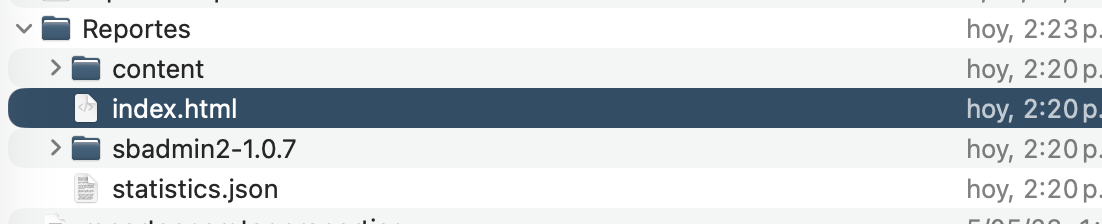 Reportes hoy, 2:23 p.
content hoy, 2:20 p.
index.html hoy, 2:20 p.
sbadmin2-1.0.7 hoy, 2:20 p.
statistics.json hoy, 2:20 p.